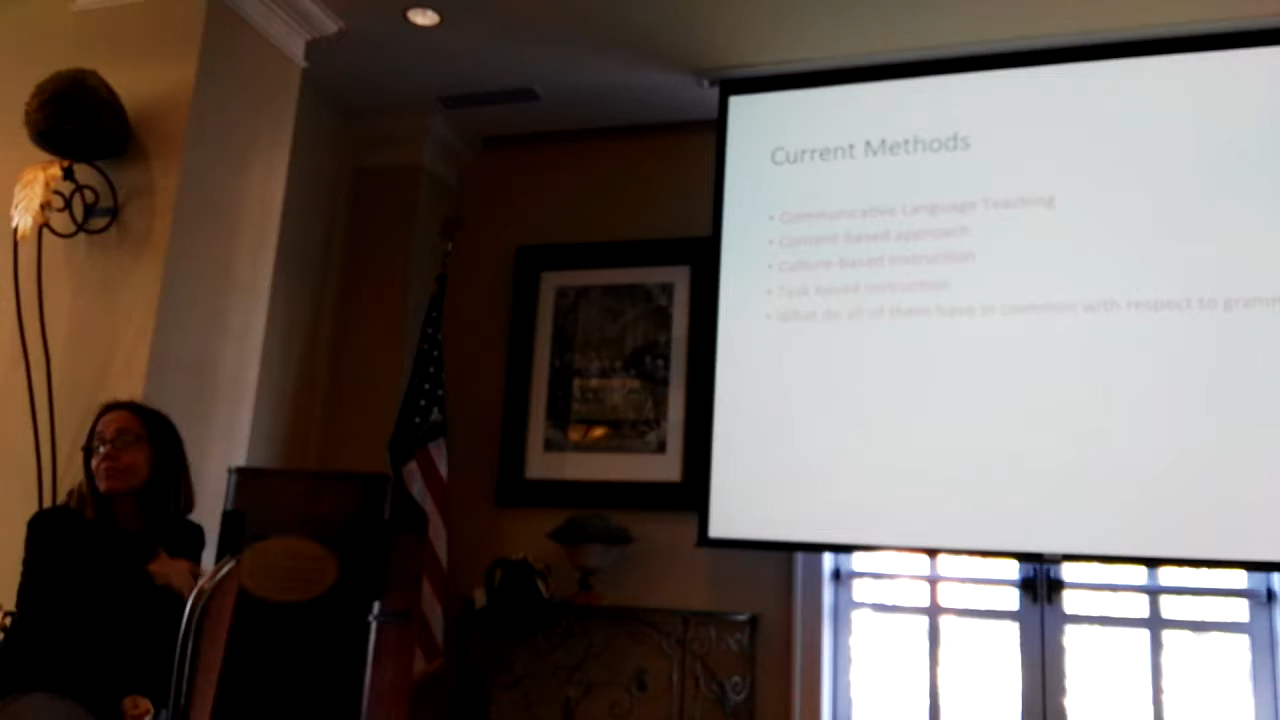 Current Methods
• Communicative Language Teaching
• Content-Based approach
• Culture-based instruction
• Task-based instruction
• What do all of them have in common with respect to gramm